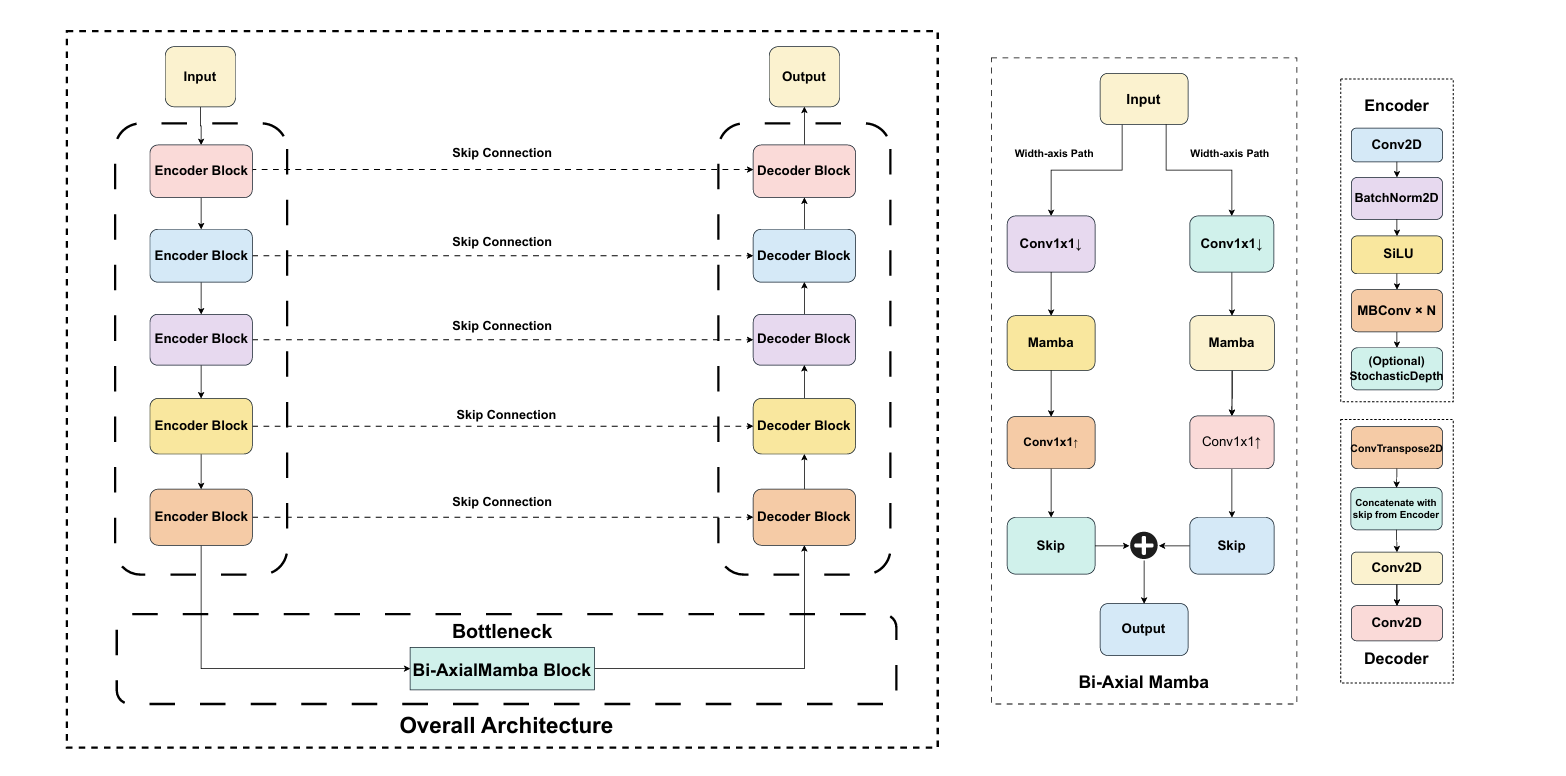 Input
Output
Encoder Block
Skip Connection
Decoder Block
Encoder Block
Skip Connection
Decoder Block
Encoder Block
Skip Connection
Decoder Block
Encoder Block
Skip Connection
Decoder Block
Encoder Block
Skip Connection
Decoder Block
Bottleneck
Bi-AxialMamba Block
Overall Architecture
Input
Width-axis Path
Width-axis Path
Conv1x1↓
Conv1x1↓
Mamba
Mamba
Conv1x1↑
Conv1x1↑
Skip
Skip
Output
Bi-Axial Mamba
Encoder
Conv2D
BatchNorm2D
SiLU
MBConv × N
(Optional)
StochasticDepth
ConvTranspose2D
Concatenate with
skip from Encoder
Conv2D
Conv2D
Decoder